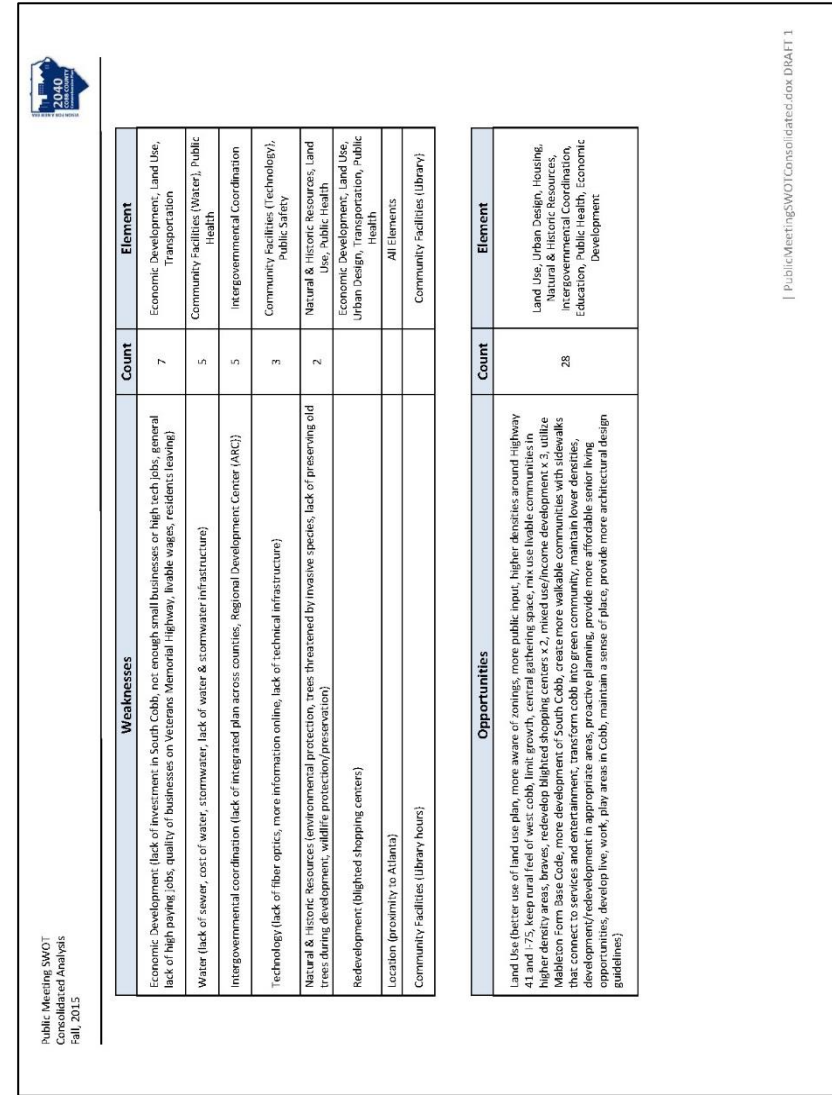 Public Meeting SWOT
Consolidated Analysis
Fall, 2015
2040
COBB COUNTY
Weaknesses
Count
Element
Economic Development (lack of investment in South Cobb, not enough small businesses or high tech jobs, general
lack of high paying jobs, quality of businesses on Veterans Memorial Highway, livable wages, residents leaving)
7
Economic Development, Land Use,
Transportation
Water (lack of sewer, cost of water, stormwater, lack of water & stormwater infrastructure)
5
Community Facilities (Water), Public
Health
Intergovernmental coordination (lack of integrated plan across counties, Regional Development Center (ARC))
5
Intergovernmental Coordination
Technology (lack of fiber optics, more information online, lack of technical infrastructure)
3
Community Facilities (Technology),
Public Safety
Natural & Historic Resources (environmental protection, trees threatened by invasive species, lack of preserving old
trees during development, wildlife protection/preservation)
2
Natural & Historic Resources, Land
Use, Public Health
Redevelopment (blighted shopping centers)
Economic Development, Land Use,
Urban Design, Transportation, Public
Health
Location (proximity to Atlanta)
All Elements
Community Facilities (Library hours)
Community Facilities (Library)
Opportunities
Count
Element
Land Use (better use of land use plan, more aware of zonings, more public input, higher densities around Highway
41 and I-75, keep rural feel of west cobb, limit growth, central gathering space, mix use livable communities in
higher density areas, braves, redevelop blighted shopping centers x 2, mixed use/income development x 3, utilize
Mableton Form Base Code, more development of South Cobb, create more walkable communities with sidewalks
that connect to services and entertainment, transform cobb into green community, maintain lower densities,
development/redevelopment in appropriate areas, proactive planning, provide more affordable senior living
opportunities, develop live, work, play areas in Cobb, maintain a sense of place, provide more architectural design
guidelines)
28
Land Use, Urban Design, Housing,
Natural & Historic Resources,
Intergovernmental Coordination,
Education, Public Health, Economic
Development
| PublicMeetingSWOTConsolidated.dox DRAFT 1